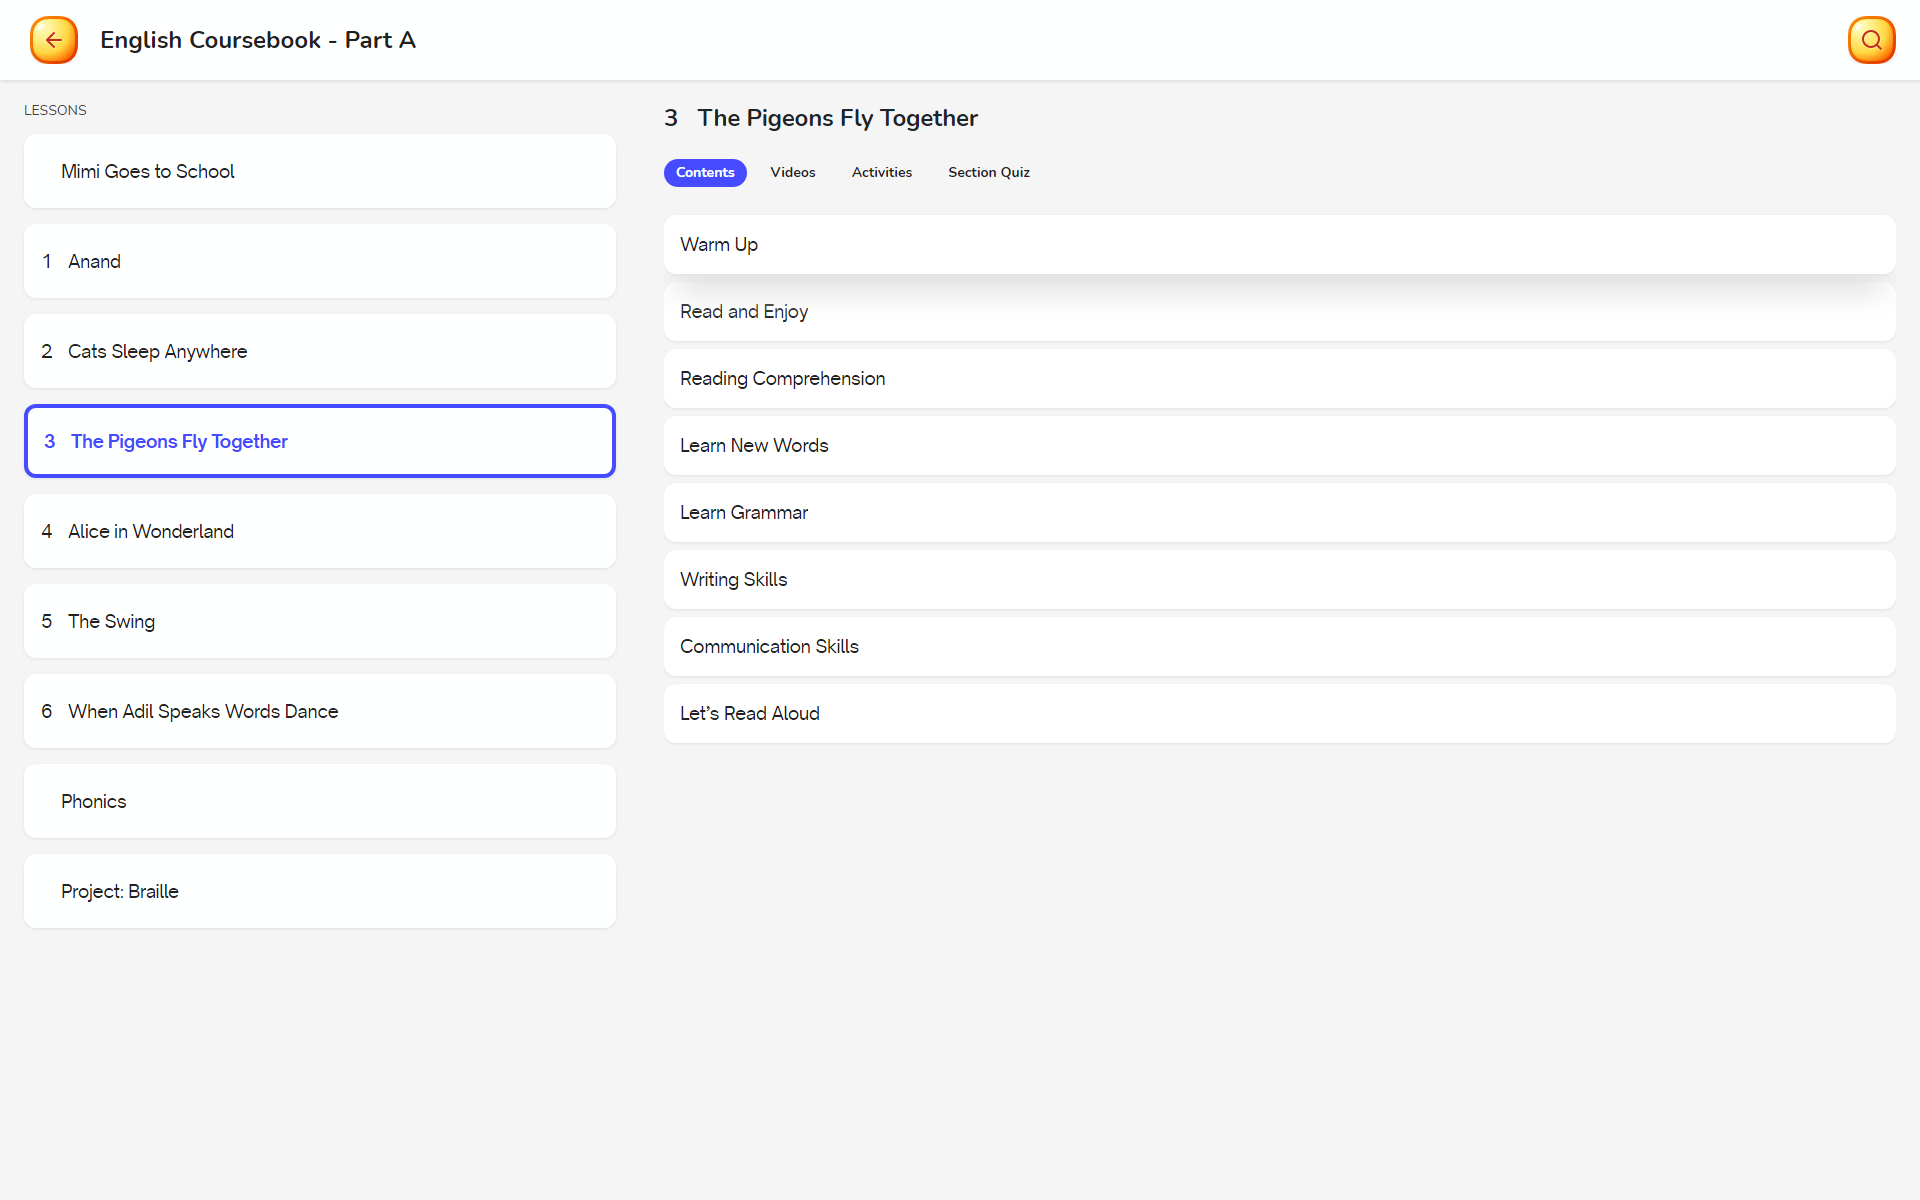 English Coursebook - Part A
LESSONS
Mimi Goes to School
1 Anand
2 Cats Sleep Anywhere
3 The Pigeons Fly Together
4 Alice in Wonderland
5 The Swing
6 When Adil Speaks Words Dance
Phonics
Project: Braille
3 The Pigeons Fly Together
Contents Videos Activities Section Quiz
Warm Up
Read and Enjoy
Reading Comprehension
Learn New Words
Learn Grammar
Writing Skills
Communication Skills
Let's Read Aloud